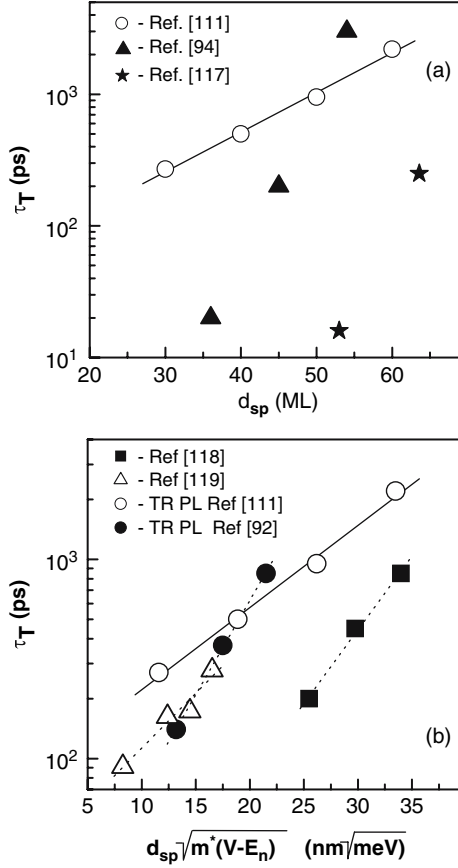 ○ - Ref. [111]
▲ - Ref. [94]
★ - Ref. [117]
(a)
τT (ps)
10³
10²
10¹
20 30 40 50 60
dsp (ML)
■ - Ref [118]
△ - Ref [119]
○ - TR PL Ref [111]
● - TR PL Ref [92]
(b)
τT (ps)
10³
10²
5 10 15 20 25 30 35
dsp√m*(V-En) (nm√meV)